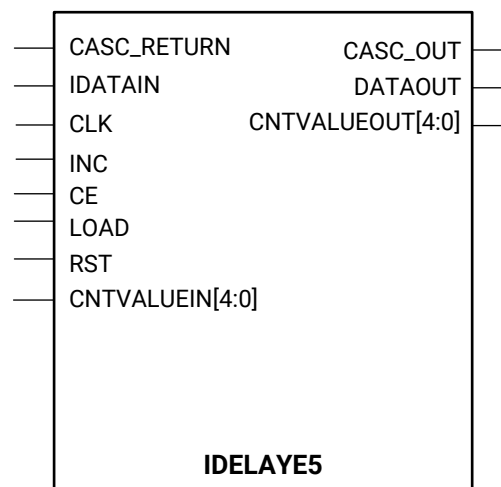 CASC_RETURN
CASC_OUT
IDATAIN
DATAOUT
CLK
CNTVALUEOUT[4:0]
INC
CE
LOAD
RST
CNTVALUEIN[4:0]
IDELAYE5